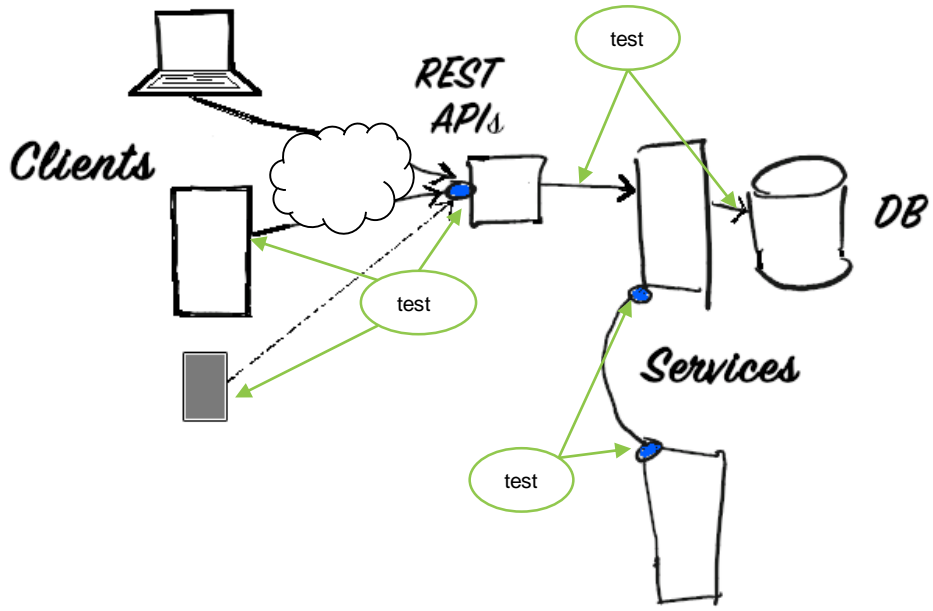 test
REST
APIs
Clients
DB
test
Services
test